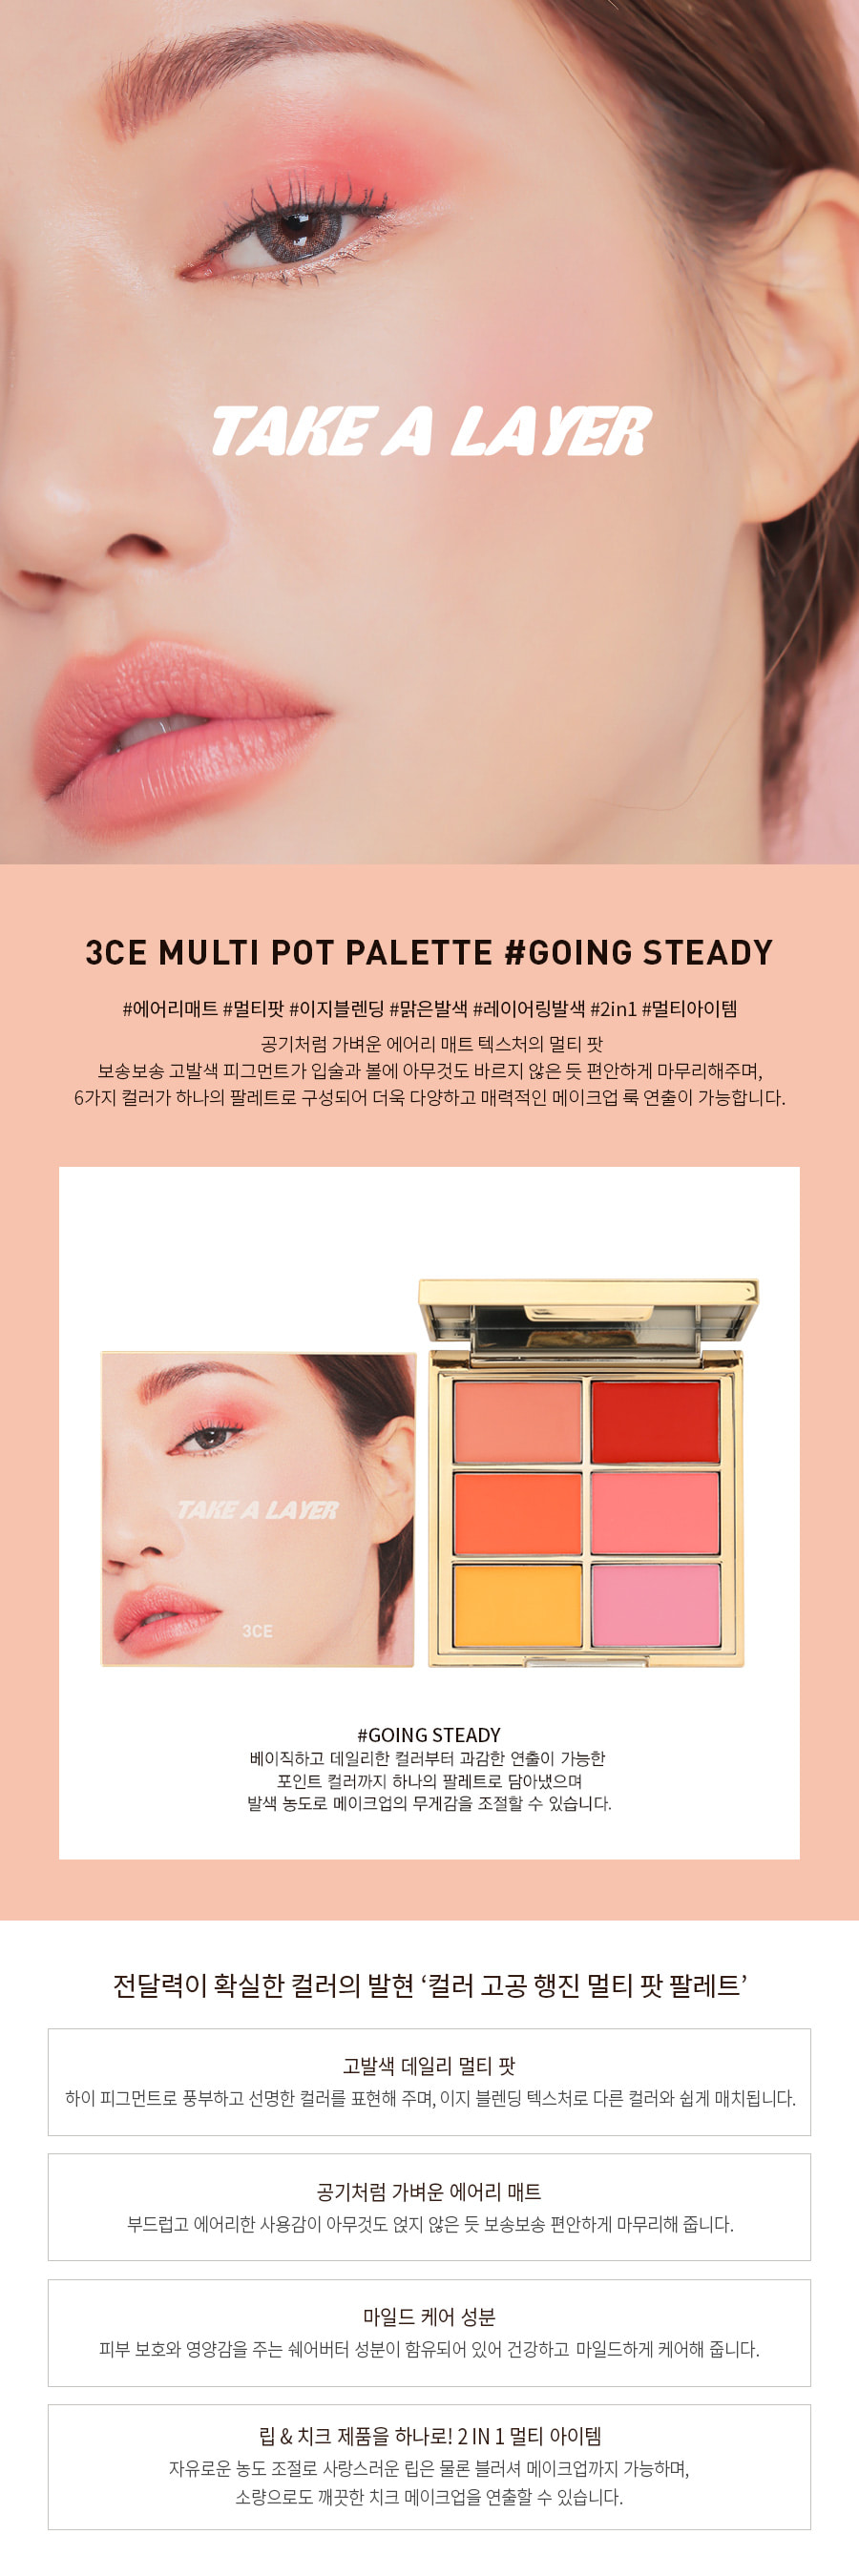 TAKE A LAYER
3CE MULTI POT PALETTE #GOING STEADY
#에어리매트 #멀티팟 #이지블렌딩 #맑은발색 #레이어링발색 #2in1 #멀티아이템
공기처럼 가벼운 에어리 매트 텍스처의 멀티 팟
보송보송 고발색 피그먼트가 입술과 볼에 아무것도 바르지 않은 듯 편안하게 마무리해주며,
6가지 컬러가 하나의 팔레트로 구성되어 더욱 다양하고 매력적인 메이크업 룩 연출이 가능합니다.
TAKE A LAYER
3CE
#GOING STEADY
베이직하고 데일리한 컬러부터 과감한 연출이 가능한
포인트 컬러까지 하나의 팔레트로 담아냈으며
발색 농도로 메이크업의 무게감을 조절할 수 있습니다.
전달력이 확실한 컬러의 발현 ‘컬러 고공 행진 멀티 팟 팔레트’
고발색 데일리 멀티 팟
하이 피그먼트로 풍부하고 선명한 컬러를 표현해 주며, 이지 블렌딩 텍스처로 다른 컬러와 쉽게 매치됩니다.
공기처럼 가벼운 에어리 매트
부드럽고 에어리한 사용감이 아무것도 얹지 않은 듯 보송보송 편안하게 마무리해 줍니다.
마일드 케어 성분
피부 보호와 영양감을 주는 쉐어버터 성분이 함유되어 있어 건강하고 마일드하게 케어해 줍니다.
립 & 치크 제품을 하나로! 2 IN 1 멀티 아이템
자유로운 농도 조절로 사랑스러운 립은 물론 블러셔 메이크업까지 가능하며,
소량으로도 깨끗한 치크 메이크업을 연출할 수 있습니다.